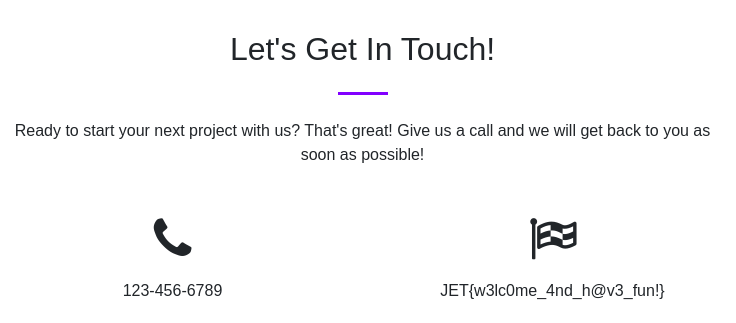 Let's Get In Touch!
Ready to start your next project with us? That's great! Give us a call and we will get back to you as
soon as possible!
123-456-6789
JET{w3lc0me_4nd_h@v3_fun!}